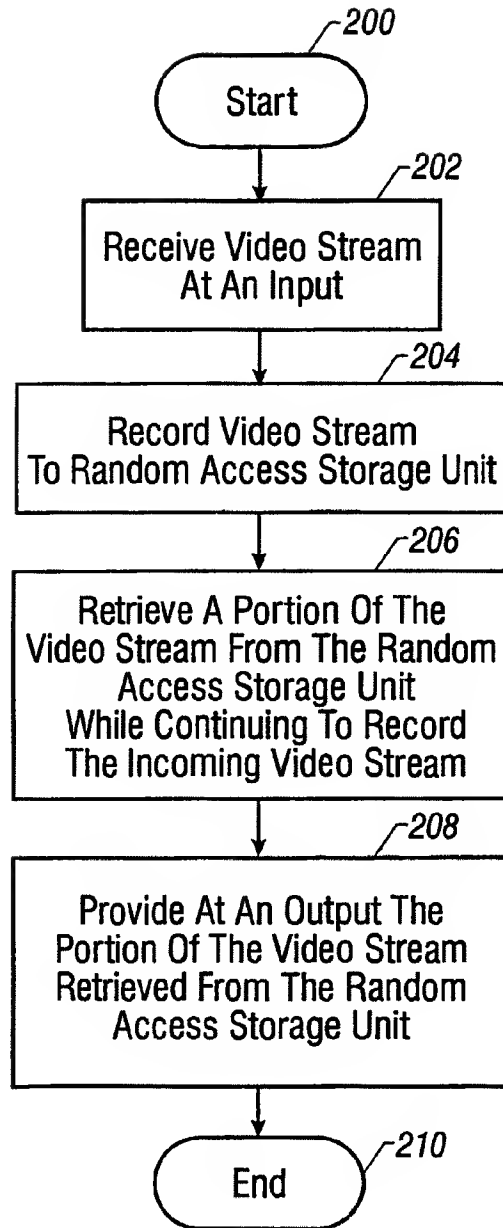 200
Start
202
Receive Video Stream
At An Input
204
Record Video Stream
To Random Access Storage Unit
206
Retrieve A Portion Of The
Video Stream From The Random
Access Storage Unit
While Continuing To Record
The Incoming Video Stream
208
Provide At An Output The
Portion Of The Video Stream
Retrieved From The Random
Access Storage Unit
End
210